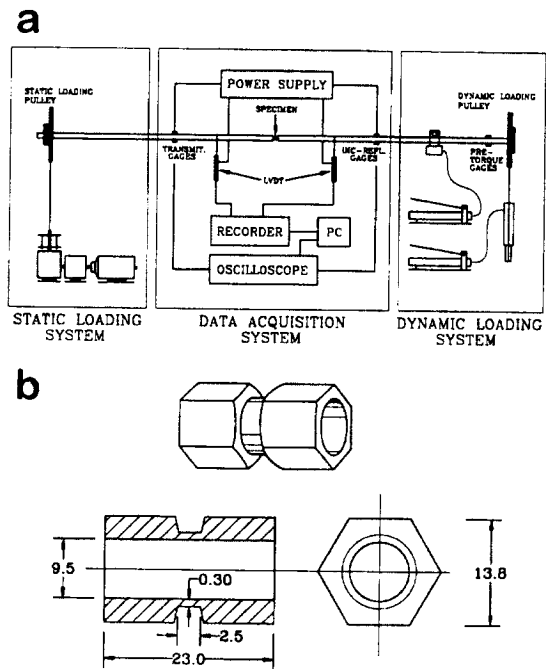 a
STATIC LOADING
PULLEY
POWER SUPPLY
SPECIMEN
DYNAMIC LOADING
PULLEY
TRANSMIT.
GAGES
INC-REFL.
GAGES
PRE-
TORQUE
GAGES
LVDT
RECORDER
PC
OSCILLOSCOPE
STATIC LOADING
SYSTEM
DATA ACQUISITION
SYSTEM
DYNAMIC LOADING
SYSTEM
b
9.5
0.30
13.8
2.5
23.0